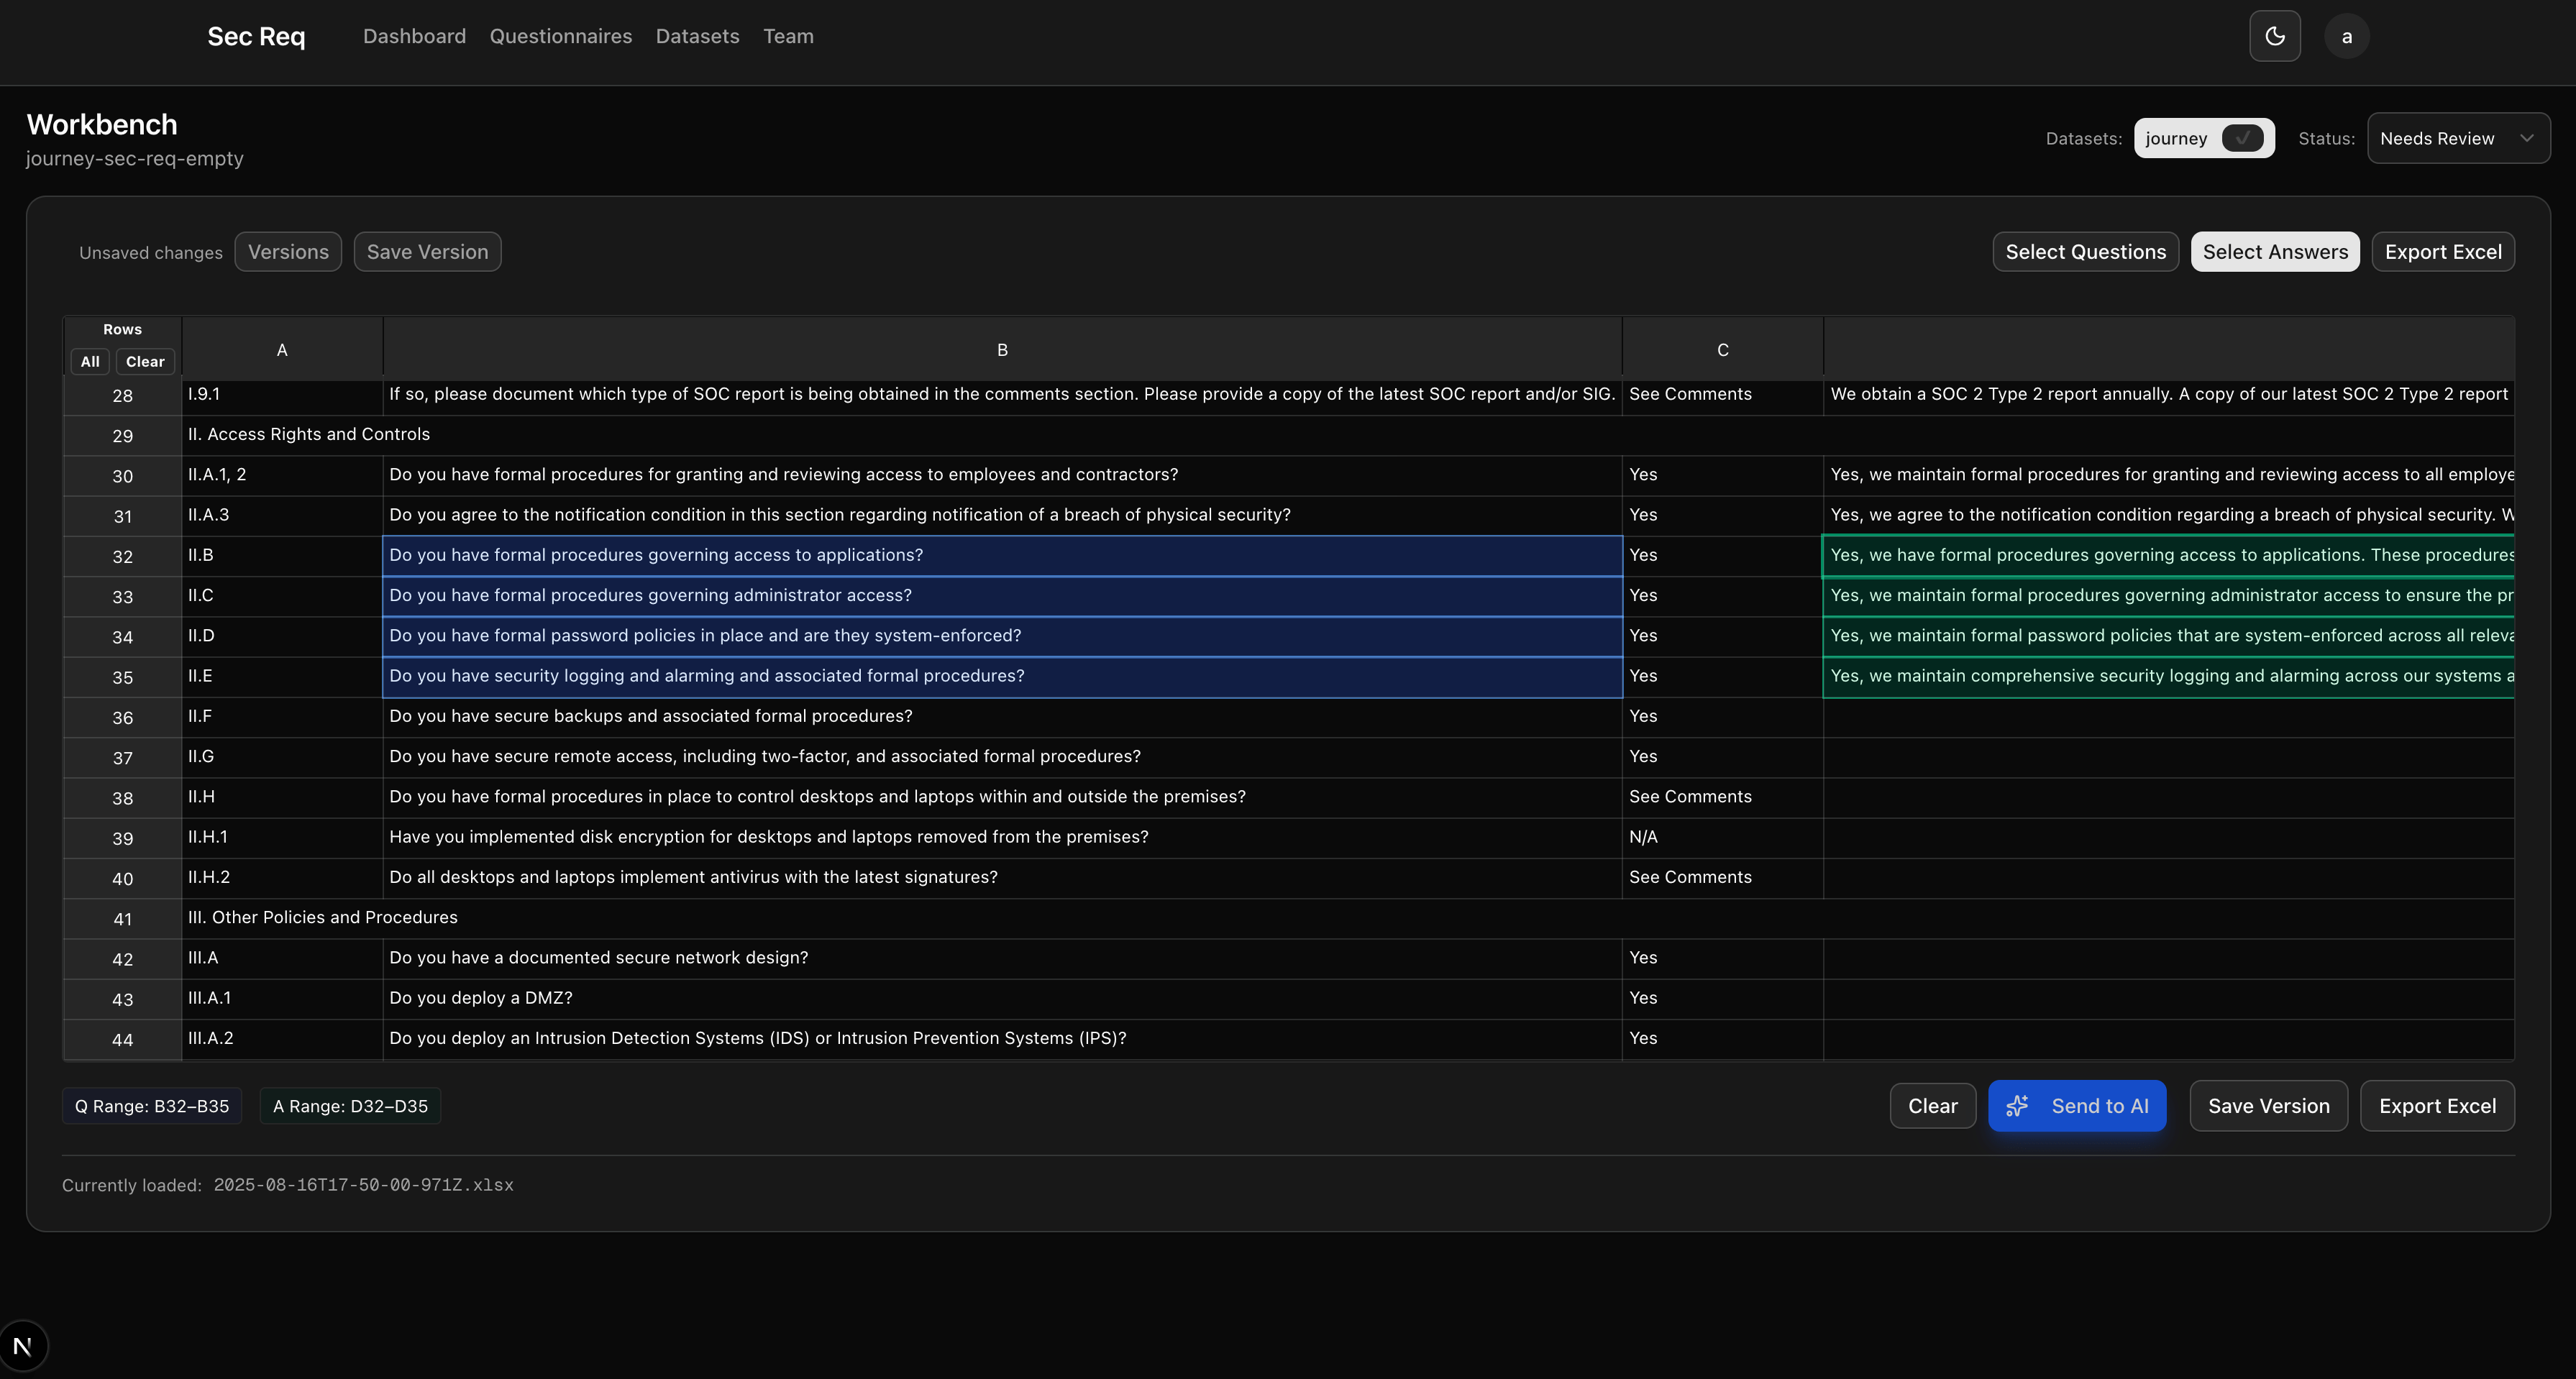 Sec Req Dashboard Questionnaires Datasets Team a
Workbench
journey-sec-req-empty
Datasets: journey Status: Needs Review
Unsaved changes Versions Save Version Select Questions Select Answers Export Excel
Rows
All Clear A B C
28 I.9.1 If so, please document which type of SOC report is being obtained in the comments section. Please provide a copy of the latest SOC report and/or SIG. See Comments We obtain a SOC 2 Type 2 report annually. A copy of our latest SOC 2 Type 2 report
29 II. Access Rights and Controls
30 II.A.1, 2 Do you have formal procedures for granting and reviewing access to employees and contractors? Yes Yes, we maintain formal procedures for granting and reviewing access to all employe
31 II.A.3 Do you agree to the notification condition in this section regarding notification of a breach of physical security? Yes Yes, we agree to the notification condition regarding a breach of physical security. W
32 II.B Do you have formal procedures governing access to applications? Yes Yes, we have formal procedures governing access to applications. These procedures
33 II.C Do you have formal procedures governing administrator access? Yes Yes, we maintain formal procedures governing administrator access to ensure the pr
34 II.D Do you have formal password policies in place and are they system-enforced? Yes Yes, we maintain formal password policies that are system-enforced across all releva
35 II.E Do you have security logging and alarming and associated formal procedures? Yes Yes, we maintain comprehensive security logging and alarming across our systems a
36 II.F Do you have secure backups and associated formal procedures? Yes
37 II.G Do you have secure remote access, including two-factor, and associated formal procedures? Yes
38 II.H Do you have formal procedures in place to control desktops and laptops within and outside the premises? See Comments
39 II.H.1 Have you implemented disk encryption for desktops and laptops removed from the premises? N/A
40 II.H.2 Do all desktops and laptops implement antivirus with the latest signatures? See Comments
41 III. Other Policies and Procedures
42 III.A Do you have a documented secure network design? Yes
43 III.A.1 Do you deploy a DMZ? Yes
44 III.A.2 Do you deploy an Intrusion Detection Systems (IDS) or Intrusion Prevention Systems (IPS)? Yes
Q Range: B32–B35 A Range: D32–D35 Clear Send to AI Save Version Export Excel
Currently loaded: 2025-08-16T17-50-00-971Z.xlsx
N